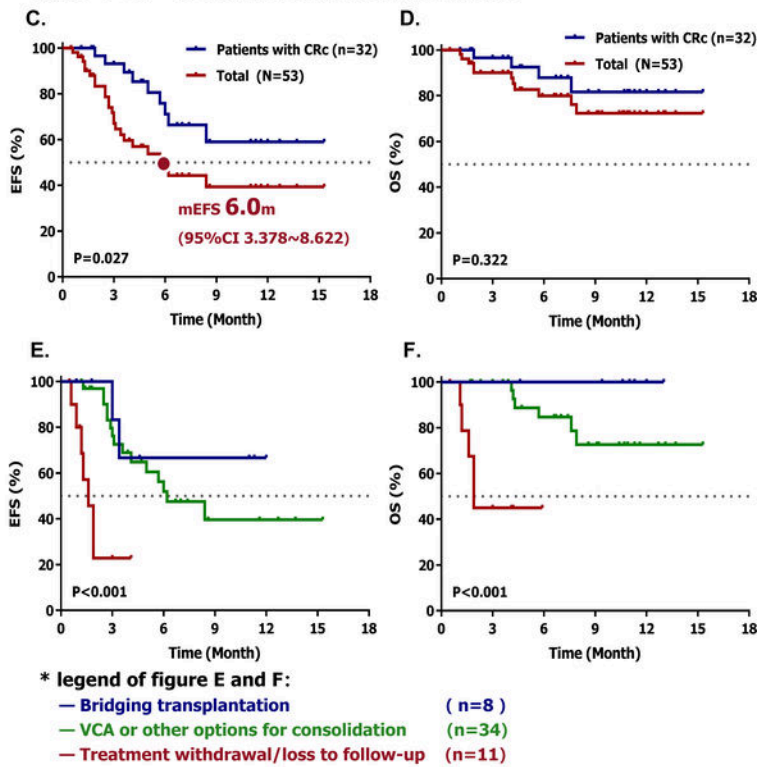 C.
Patients with CRc (n=32)
Total (N=53)
EFS (%)
100
80
60
40
20
0
mEFS 6.0m
(95%CI 3.378~8.622)
P=0.027
0 3 6 9 12 15 18
Time (Month)
D.
Patients with CRc (n=32)
Total (N=53)
OS (%)
100
80
60
40
20
0
P=0.322
0 3 6 9 12 15 18
Time (Month)
E.
EFS (%)
100
80
60
40
20
0
P<0.001
0 3 6 9 12 15 18
Time (Month)
F.
OS (%)
100
80
60
40
20
0
P<0.001
0 3 6 9 12 15 18
Time (Month)
* legend of figure E and F:
— Bridging transplantation ( n=8 )
— VCA or other options for consolidation (n=34)
— Treatment withdrawal/loss to follow-up (n=11)